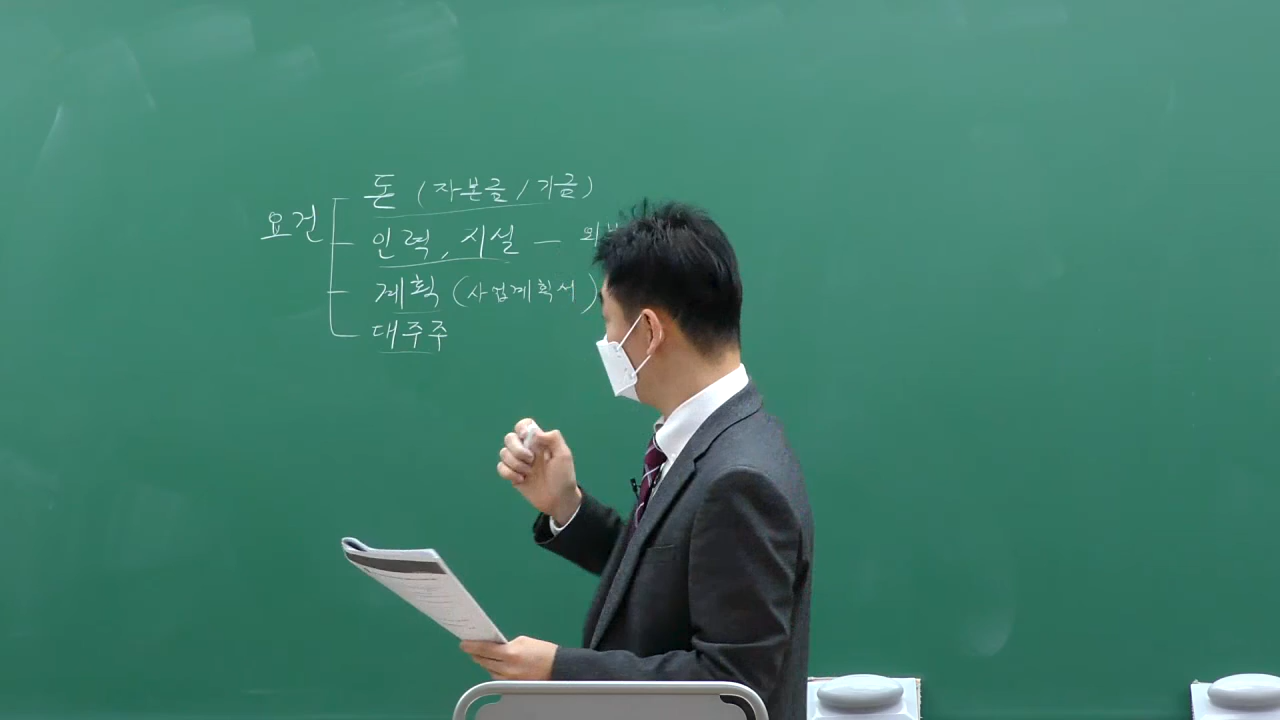 요건
돈 (자본금 / 기금)
인력, 시설 –
계획 (사업계획서)
대주주